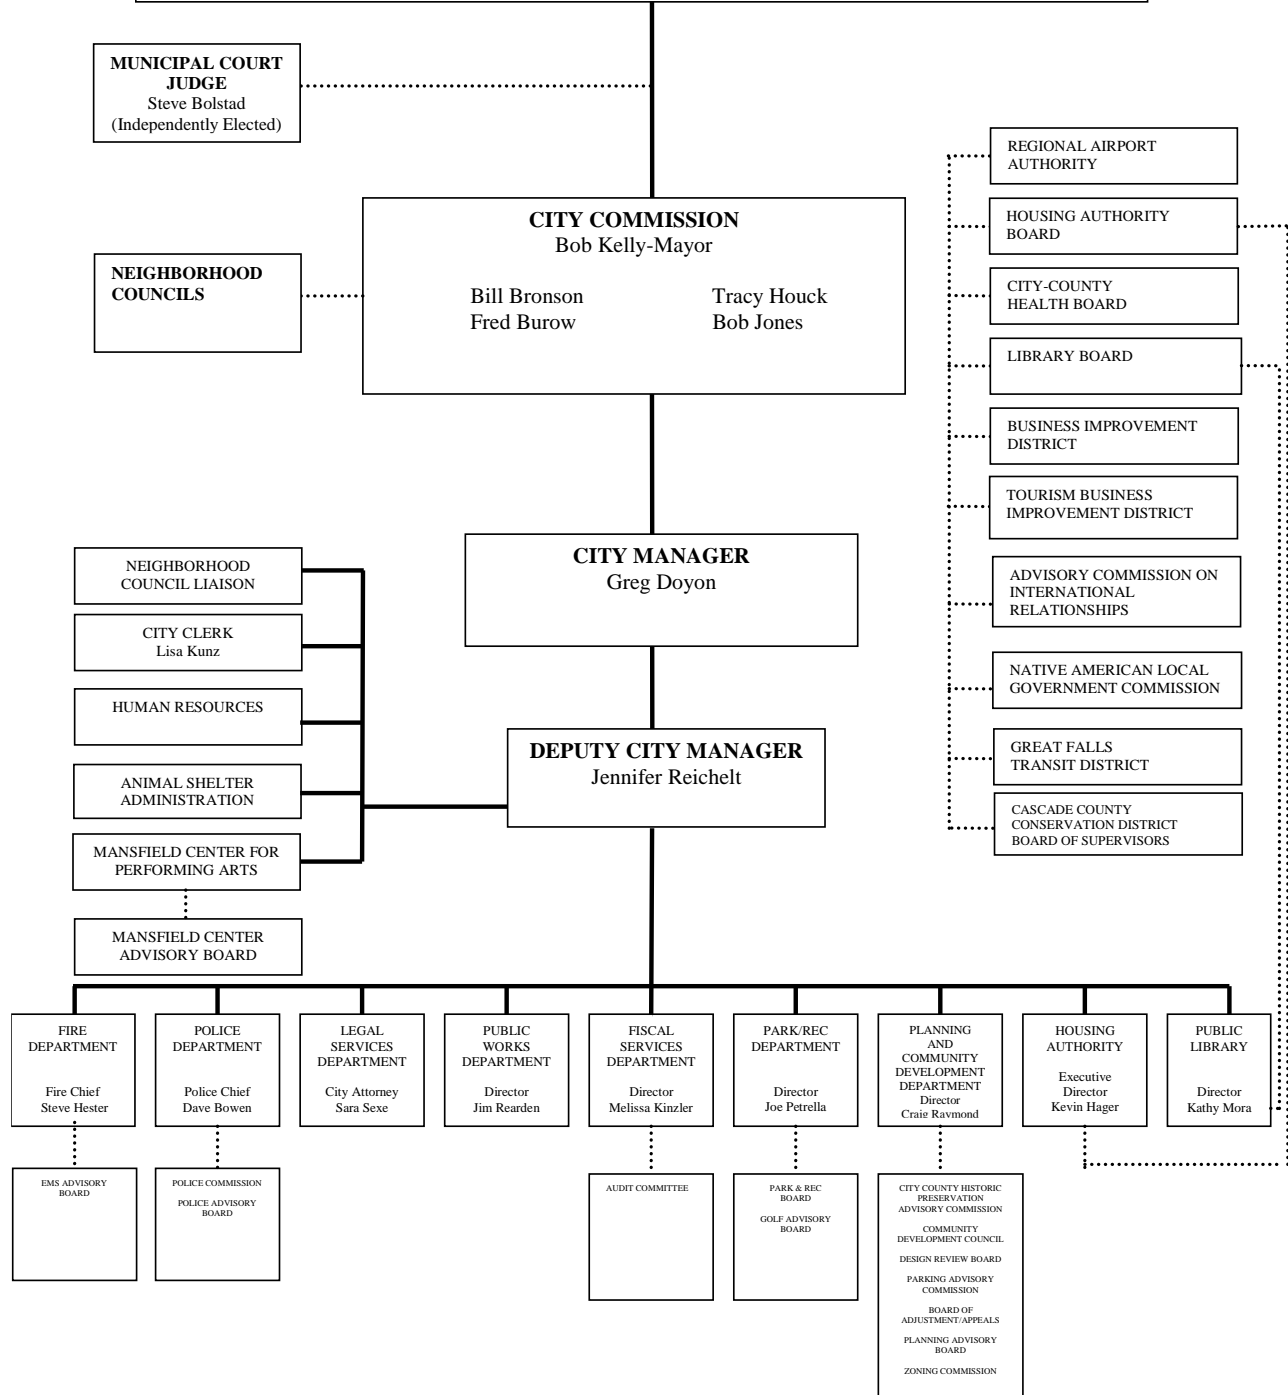 MUNICIPAL COURT
JUDGE
Steve Bolstad
(Independently Elected)
REGIONAL AIRPORT
AUTHORITY
CITY COMMISSION
Bob Kelly-Mayor
Bill Bronson
Tracy Houck
Fred Burow
Bob Jones
HOUSING AUTHORITY
BOARD
NEIGHBORHOOD
COUNCILS
CITY-COUNTY
HEALTH BOARD
LIBRARY BOARD
BUSINESS IMPROVEMENT
DISTRICT
TOURISM BUSINESS
IMPROVEMENT DISTRICT
CITY MANAGER
Greg Doyon
NEIGHBORHOOD
COUNCIL LIAISON
ADVISORY COMMISSION ON
INTERNATIONAL
RELATIONSHIPS
CITY CLERK
Lisa Kunz
NATIVE AMERICAN LOCAL
GOVERNMENT COMMISSION
HUMAN RESOURCES
DEPUTY CITY MANAGER
Jennifer Reichelt
GREAT FALLS
TRANSIT DISTRICT
ANIMAL SHELTER
ADMINISTRATION
CASCADE COUNTY
CONSERVATION DISTRICT
BOARD OF SUPERVISORS
MANSFIELD CENTER FOR
PERFORMING ARTS
MANSFIELD CENTER
ADVISORY BOARD
FIRE
DEPARTMENT
Fire Chief
Steve Hester
POLICE
DEPARTMENT
Police Chief
Dave Bowen
LEGAL
SERVICES
DEPARTMENT
City Attorney
Sara Sexe
PUBLIC
WORKS
DEPARTMENT
Director
Jim Rearden
FISCAL
SERVICES
DEPARTMENT
Director
Melissa Kinzler
PARK/REC
DEPARTMENT
Director
Joe Petrella
PLANNING
AND
COMMUNITY
DEVELOPMENT
DEPARTMENT
Director
Craig Raymond
HOUSING
AUTHORITY
Executive
Director
Kevin Hager
PUBLIC
LIBRARY
Director
Kathy Mora
EMS ADVISORY
BOARD
POLICE COMMISSION
POLICE ADVISORY
BOARD
AUDIT COMMITTEE
PARK & REC
BOARD
GOLF ADVISORY
BOARD
CITY COUNTY HISTORIC
PRESERVATION
ADVISORY COMMISSION
COMMUNITY
DEVELOPMENT COUNCIL
DESIGN REVIEW BOARD
PARKING ADVISORY
COMMISSION
BOARD OF
ADJUSTMENT/APPEALS
PLANNING ADVISORY
BOARD
ZONING COMMISSION